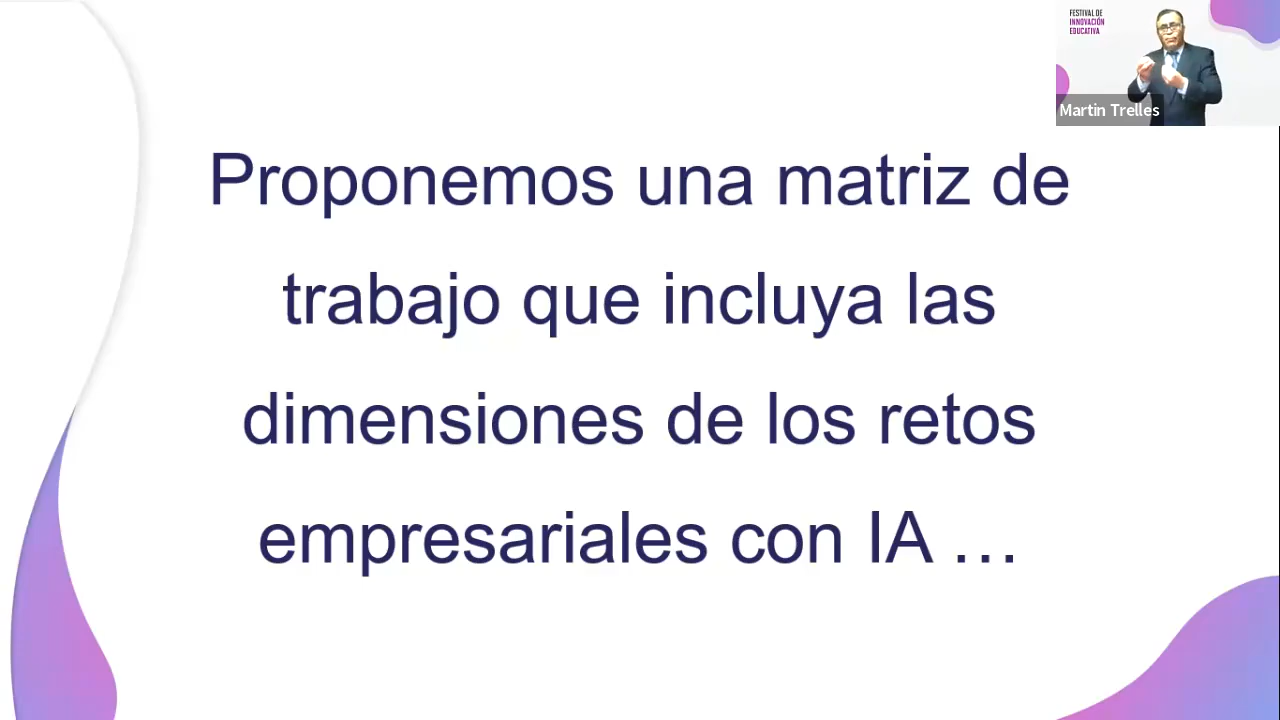 FESTIVAL DE
INNOVACIÓN
EDUCATIVA
Martin Trelles
Proponemos una matriz de
trabajo que incluya las
dimensiones de los retos
empresariales con IA …